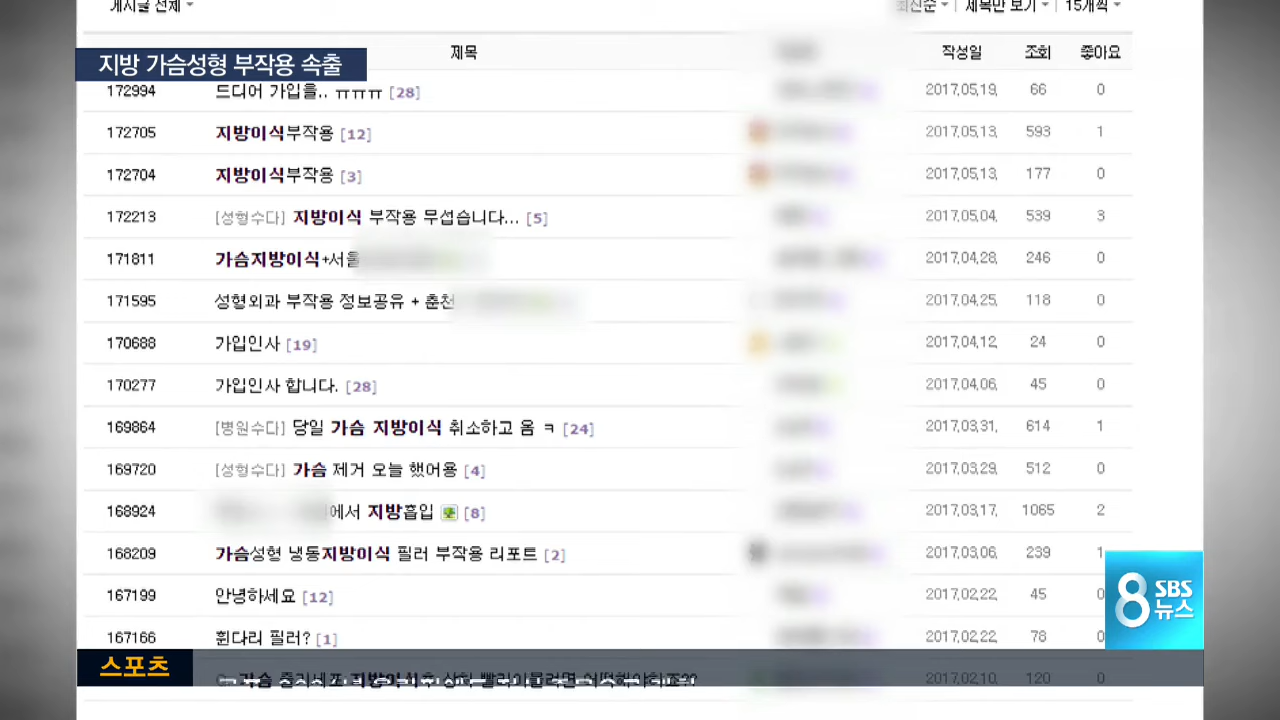 게시글 전체
최신순 제목만 보기 15개씩
제목 작성일 조회 좋아요
지방 가슴성형 부작용 속출
172994 드디어 가입을.. ㅠㅠㅠ [28] 2017.05.19. 66 0
172705 지방이식부작용 [12] 2017.05.13. 593 1
172704 지방이식부작용 [3] 2017.05.13. 177 0
172213 [성형수다] 지방이식 부작용 무섭습니다... [5] 2017.05.04. 539 3
171811 가슴지방이식+서울 2017.04.28. 246 0
171595 성형외과 부작용 정보공유 + 춘천 2017.04.25. 118 0
170688 가입인사 [19] 2017.04.12. 24 0
170277 가입인사 합니다. [28] 2017.04.06. 45 0
169864 [병원수다] 당일 가슴 지방이식 취소하고 옴 ㅋ [24] 2017.03.31. 614 1
169720 [성형수다] 가슴 제거 오늘 했어용 [4] 2017.03.29. 512 0
168924 에서 지방흡입 [8] 2017.03.17. 1065 2
168209 가슴성형 냉동지방이식 필러 부작용 리포트 [2] 2017.03.06. 239 1
167199 안녕하세요 [12] 2017.02.22. 45 0
167166 휜다리 필러? [1] 2017.02.22. 78 0
8 SBS 뉴스
스포츠
가슴 지방이식 2017.02.10. 120 0